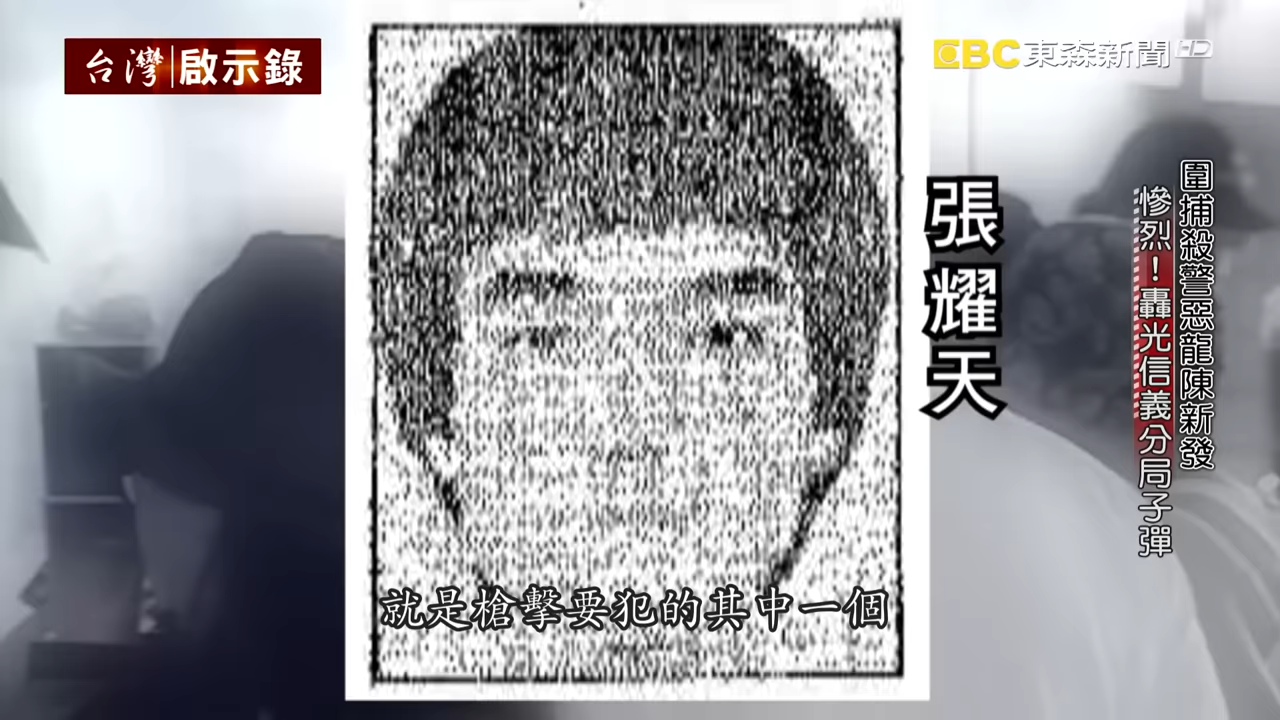 台灣啟示錄
EBC東森新聞HD
圍捕殺警惡龍陳新發
慘烈！轟光信義分局子彈
張耀天
就是槍擊要犯的其中一個